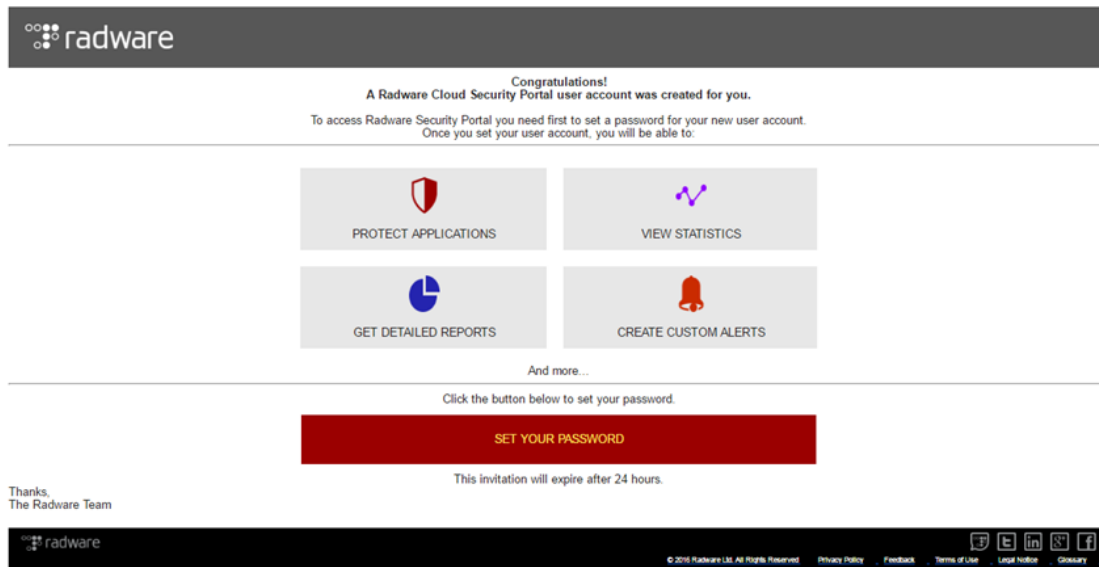 radware
Congratulations!
A Radware Cloud Security Portal user account was created for you.
To access Radware Security Portal you need first to set a password for your new user account.
Once you set your user account, you will be able to:
PROTECT APPLICATIONS
VIEW STATISTICS
GET DETAILED REPORTS
CREATE CUSTOM ALERTS
And more...
Click the button below to set your password.
SET YOUR PASSWORD
This invitation will expire after 24 hours.
Thanks,
The Radware Team
radware
© 2016 Radware Ltd. All Rights Reserved Privacy Policy Feedback Terms of Use Legal Notice Glossary